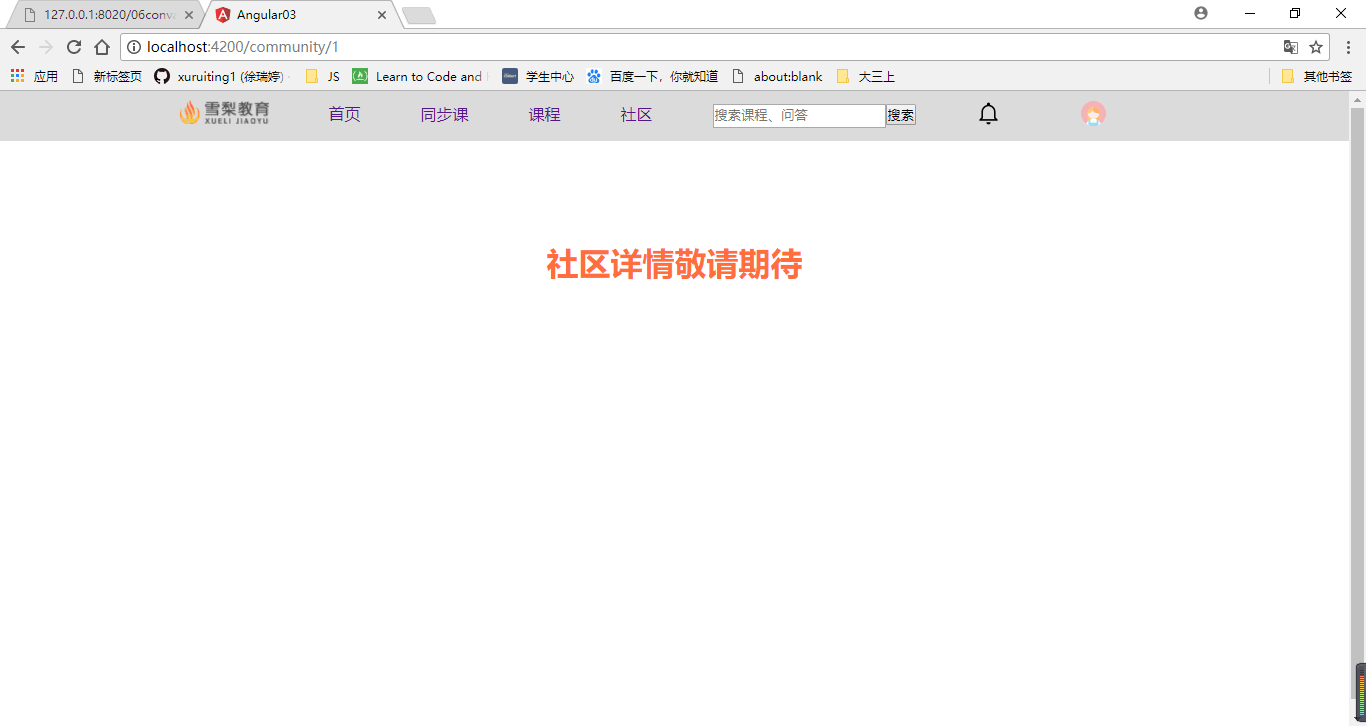 127.0.0.1:8020/06conv
Angular03
localhost:4200/community/1
应用 新标签页 xuruiting1 (徐瑞婷) JS Learn to Code and 学生中心 百度一下,你就知道 about:blank 大三上 其他书签
雪梨教育
XUELI JIAOYU
首页 同步课 课程 社区 搜索课程、问答 搜索
社区详情敬请期待